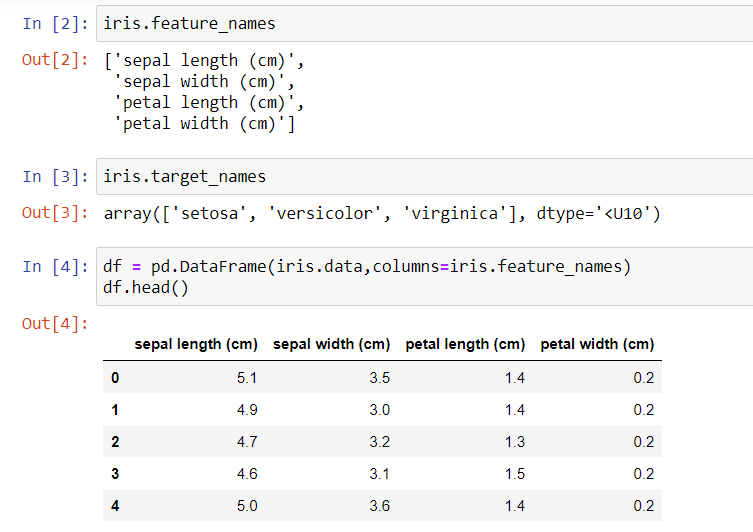 In [2]: iris.feature_names
Out[2]: ['sepal length (cm)',
'sepal width (cm)',
'petal length (cm)',
'petal width (cm)']
In [3]: iris.target_names
Out[3]: array(['setosa', 'versicolor', 'virginica'], dtype='<U10')
In [4]: df = pd.DataFrame(iris.data,columns=iris.feature_names)
df.head()
Out[4]:
sepal length (cm) sepal width (cm) petal length (cm) petal width (cm)
0 5.1 3.5 1.4 0.2
1 4.9 3.0 1.4 0.2
2 4.7 3.2 1.3 0.2
3 4.6 3.1 1.5 0.2
4 5.0 3.6 1.4 0.2